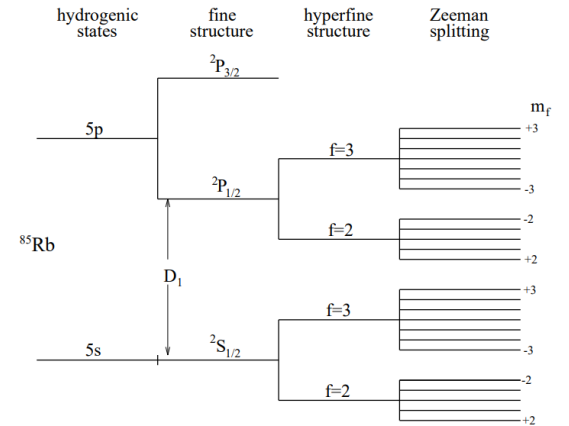 hydrogenic states
fine structure
hyperfine structure
Zeeman splitting
²P3/2
mf
+3
5p
f=3
²P1/2
-3
-2
f=2
⁸⁵Rb
+2
D1
+3
f=3
5s
²S1/2
-3
-2
f=2
+2